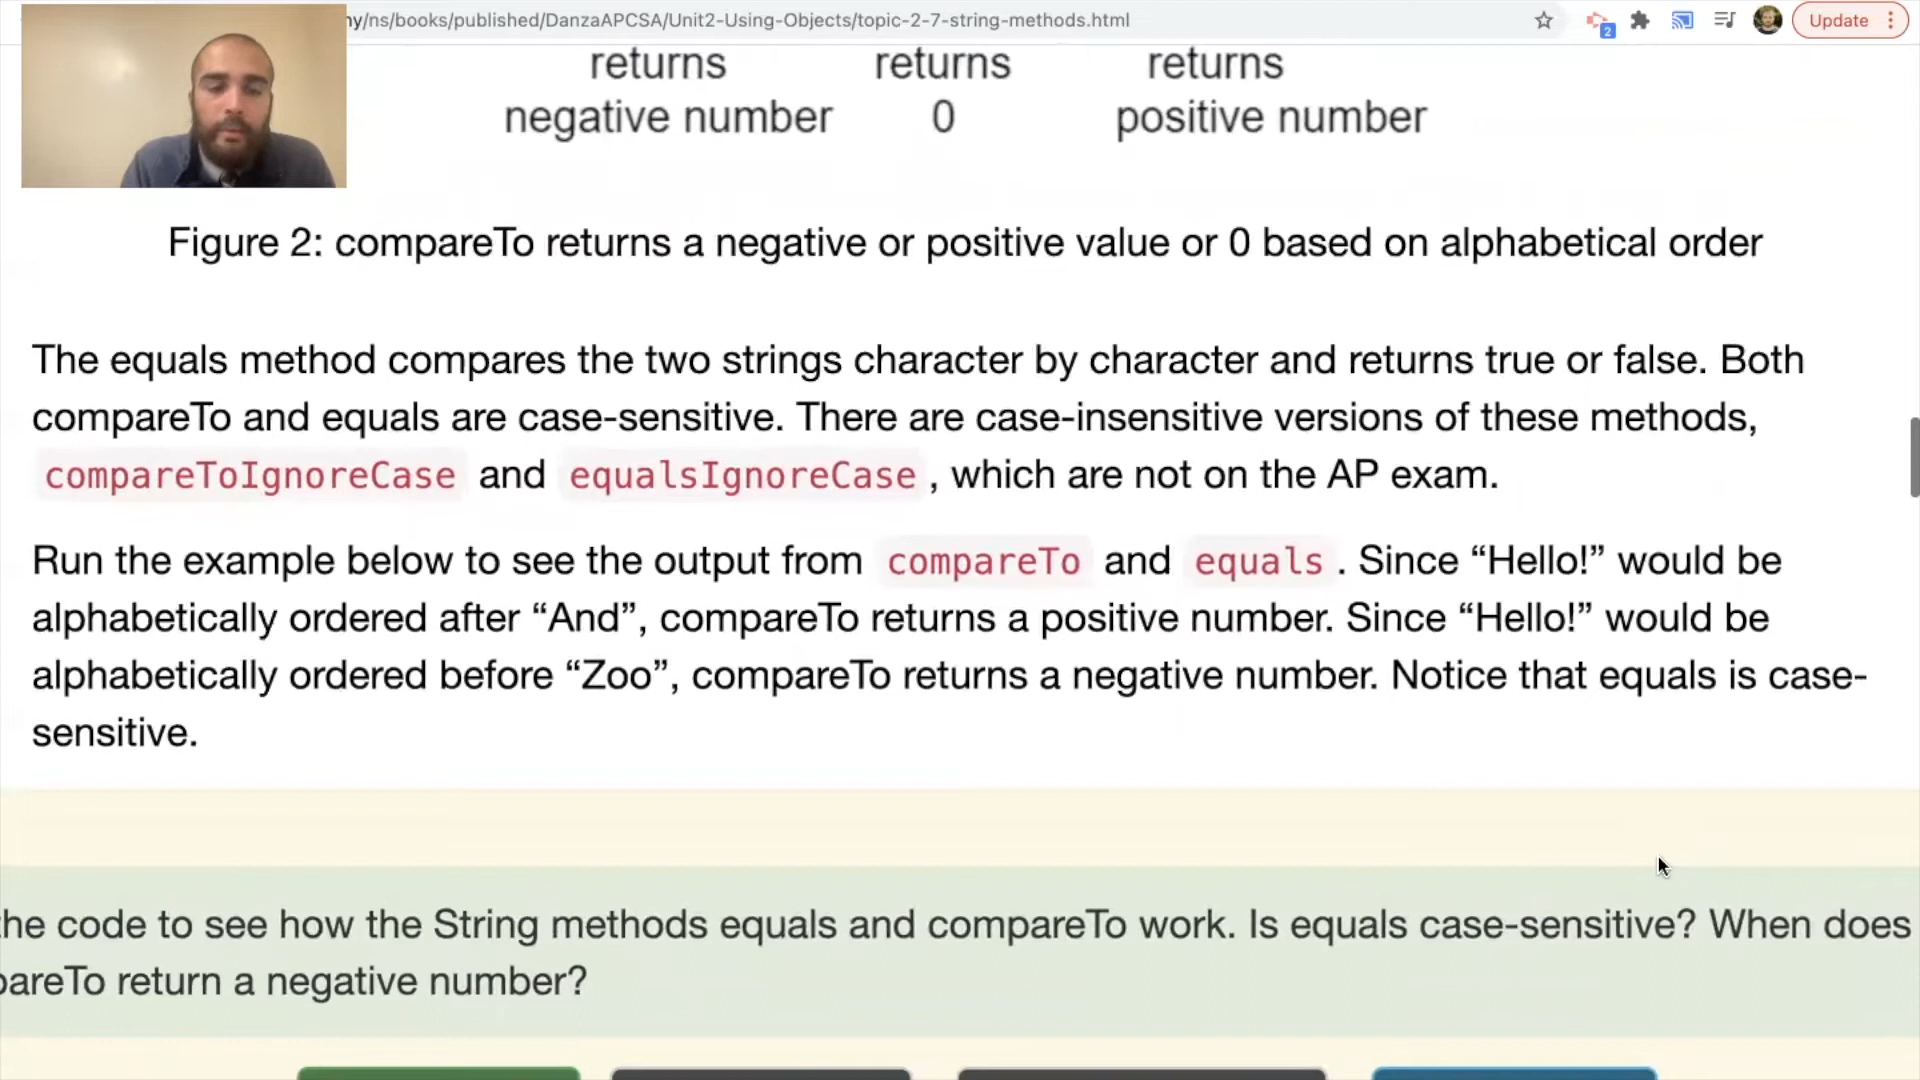 ny/ns/books/published/DanzaAPCSA/Unit2-Using-Objects/topic-2-7-string-methods.html
2
Update
returns returns returns
negative number 0 positive number
Figure 2: compareTo returns a negative or positive value or 0 based on alphabetical order
The equals method compares the two strings character by character and returns true or false. Both
compareTo and equals are case-sensitive. There are case-insensitive versions of these methods,
compareToIgnoreCase and equalsIgnoreCase , which are not on the AP exam.
Run the example below to see the output from compareTo and equals . Since “Hello!” would be
alphabetically ordered after “And”, compareTo returns a positive number. Since “Hello!” would be
alphabetically ordered before “Zoo”, compareTo returns a negative number. Notice that equals is case-
sensitive.
the code to see how the String methods equals and compareTo work. Is equals case-sensitive? When does
pareTo return a negative number?